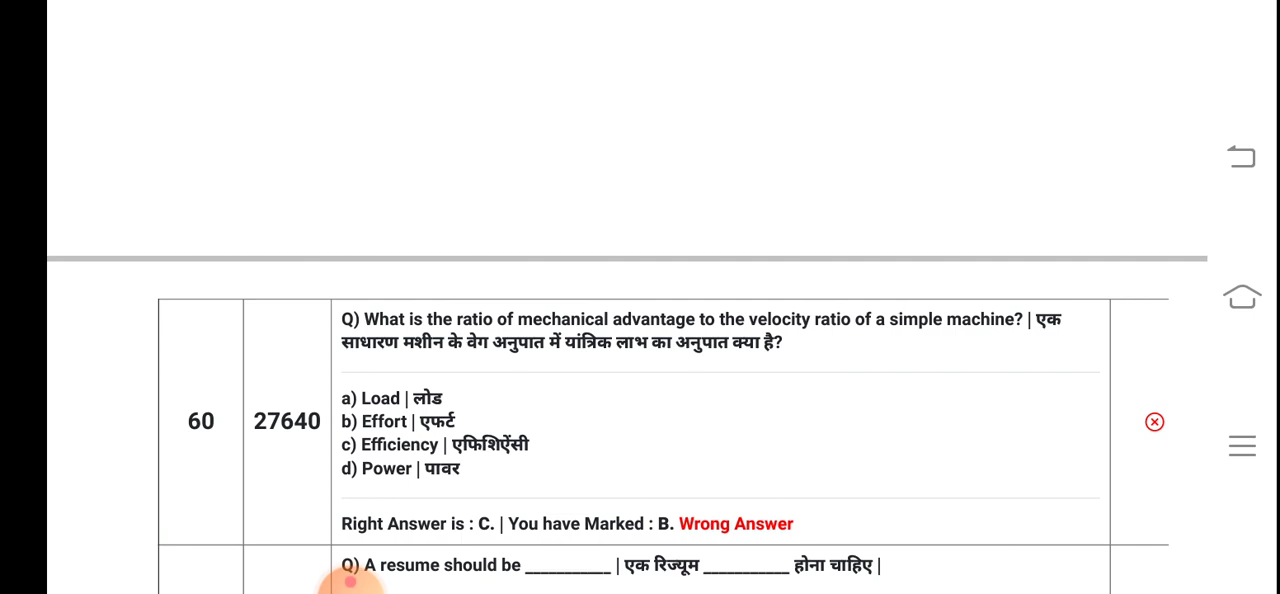 60
27640
Q) What is the ratio of mechanical advantage to the velocity ratio of a simple machine? | एक
साधारण मशीन के वेग अनुपात में यांत्रिक लाभ का अनुपात क्या है?
a) Load | लोड
b) Effort | एफर्ट
c) Efficiency | एफिशिऐंसी
d) Power | पावर
Right Answer is : C. | You have Marked : B. Wrong Answer
Q) A resume should be ___________ | एक रिज्यूम ___________ होना चाहिए |